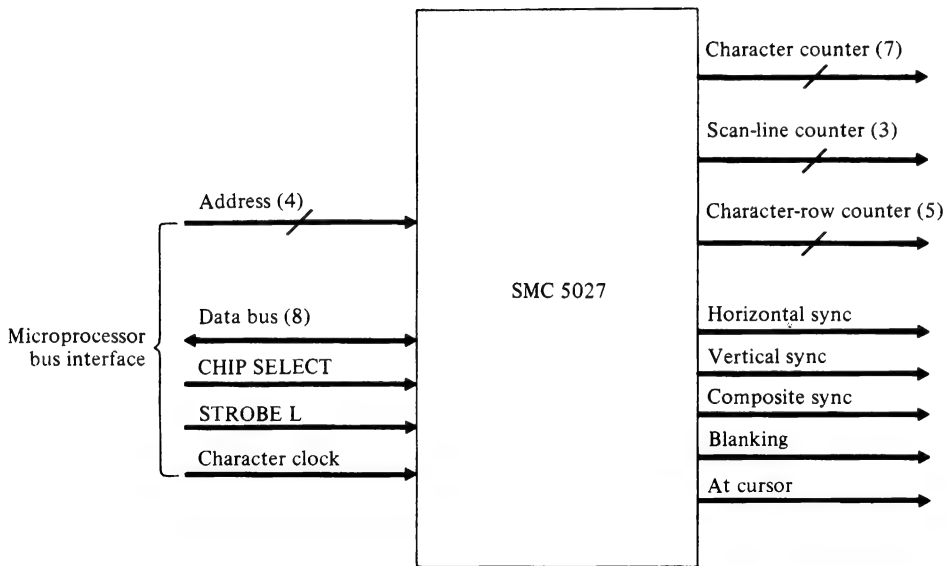 Microprocessor
bus interface
Address (4)
Data bus (8)
CHIP SELECT
STROBE L
Character clock
SMC 5027
Character counter (7)
Scan-line counter (3)
Character-row counter (5)
Horizontal sync
Vertical sync
Composite sync
Blanking
At cursor